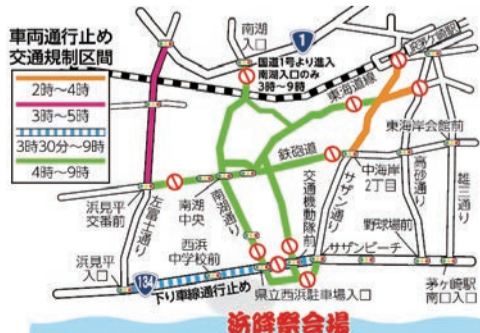 車両通行止め
交通規制区間
2時～4時
3時～5時
3時30分～9時
4時～9時
南湖
入口
1
国道1号より進入
南湖入口のみ
3時～9時
JR茅ケ崎駅
東海道線
東海岸会館前
鉄砲道
中海岸
2丁目
高砂通り
雄三通り
サザン通り
交通機動隊前
浜見平
交番前
左富士通り
南湖
中央
南湖通り
西浜
中学校前
野球場前
サザンビーチ
浜見平
入口
134
下り車線通行止め
県立西浜駐車場入口
茅ヶ崎駅
南口入口
浜降祭会場